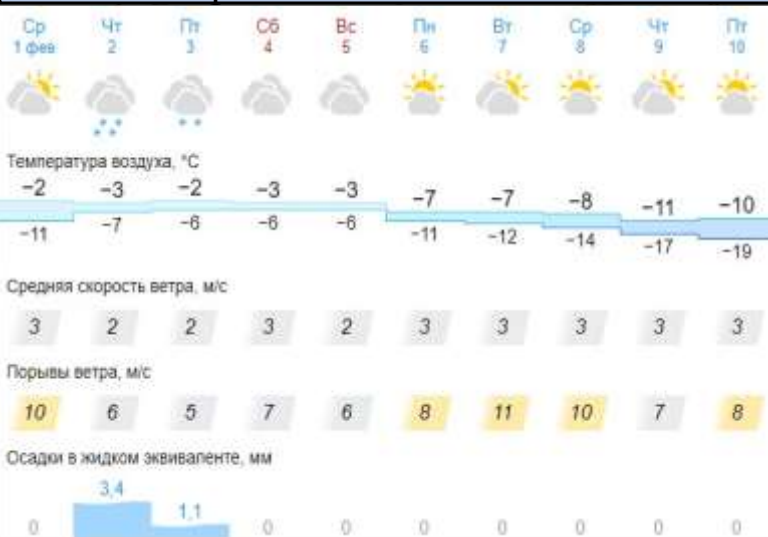 Ср Чт Пт Сб Вс Пн Вт Ср Чт Пт
1 фев 2 3 4 5 6 7 8 9 10
Температура воздуха, °C
−2 −3 −2 −3 −3 −7 −7 −8 −11 −10
−11 −7 −6 −6 −6 −11 −12 −14 −17 −19
Средняя скорость ветра, м/с
3 2 2 3 2 3 3 3 3 3
Порывы ветра, м/с
10 6 5 7 6 8 11 10 7 8
Осадки в жидком эквиваленте, мм
0 3,4 1,1 0 0 0 0 0 0 0